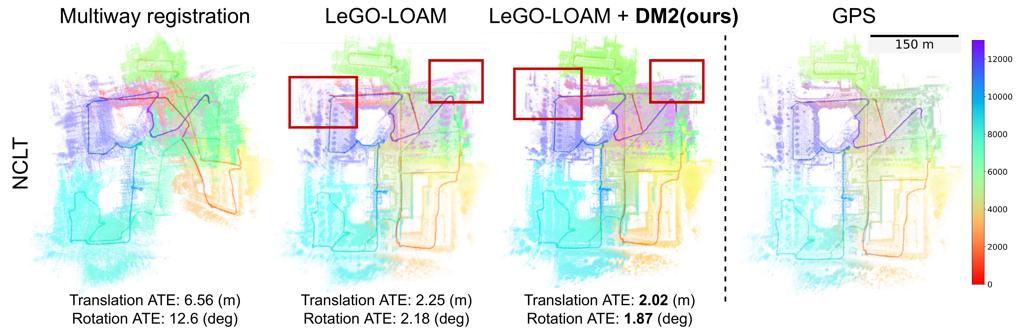 Multiway registration
LeGO-LOAM
LeGO-LOAM + DM2(ours)
GPS
150 m
NCLT
12000
10000
8000
6000
4000
2000
0
Translation ATE: 6.56 (m)
Rotation ATE: 12.6 (deg)
Translation ATE: 2.25 (m)
Rotation ATE: 2.18 (deg)
Translation ATE: 2.02 (m)
Rotation ATE: 1.87 (deg)